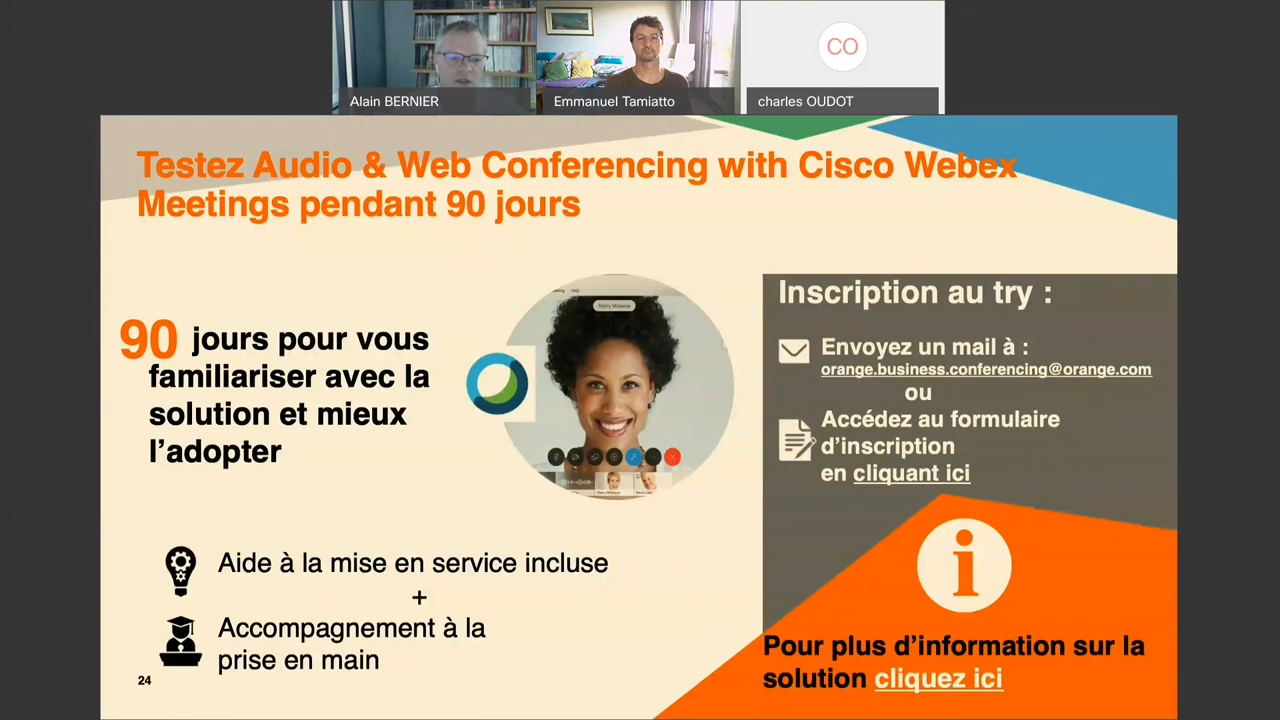 CO
Alain BERNIER
Emmanuel Tamiatto
charles OUDOT
Testez Audio & Web Conferencing with Cisco Webex
Meetings pendant 90 jours
90 jours pour vous
familiariser avec la
solution et mieux
l’adopter
Help
Inscription au try :
Envoyez un mail à :
orange.business.conferencing@orange.com
ou
Accédez au formulaire
d’inscription
en cliquant ici
Aide à la mise en service incluse
+
Accompagnement à la
prise en main
i
Pour plus d’information sur la
solution cliquez ici
24